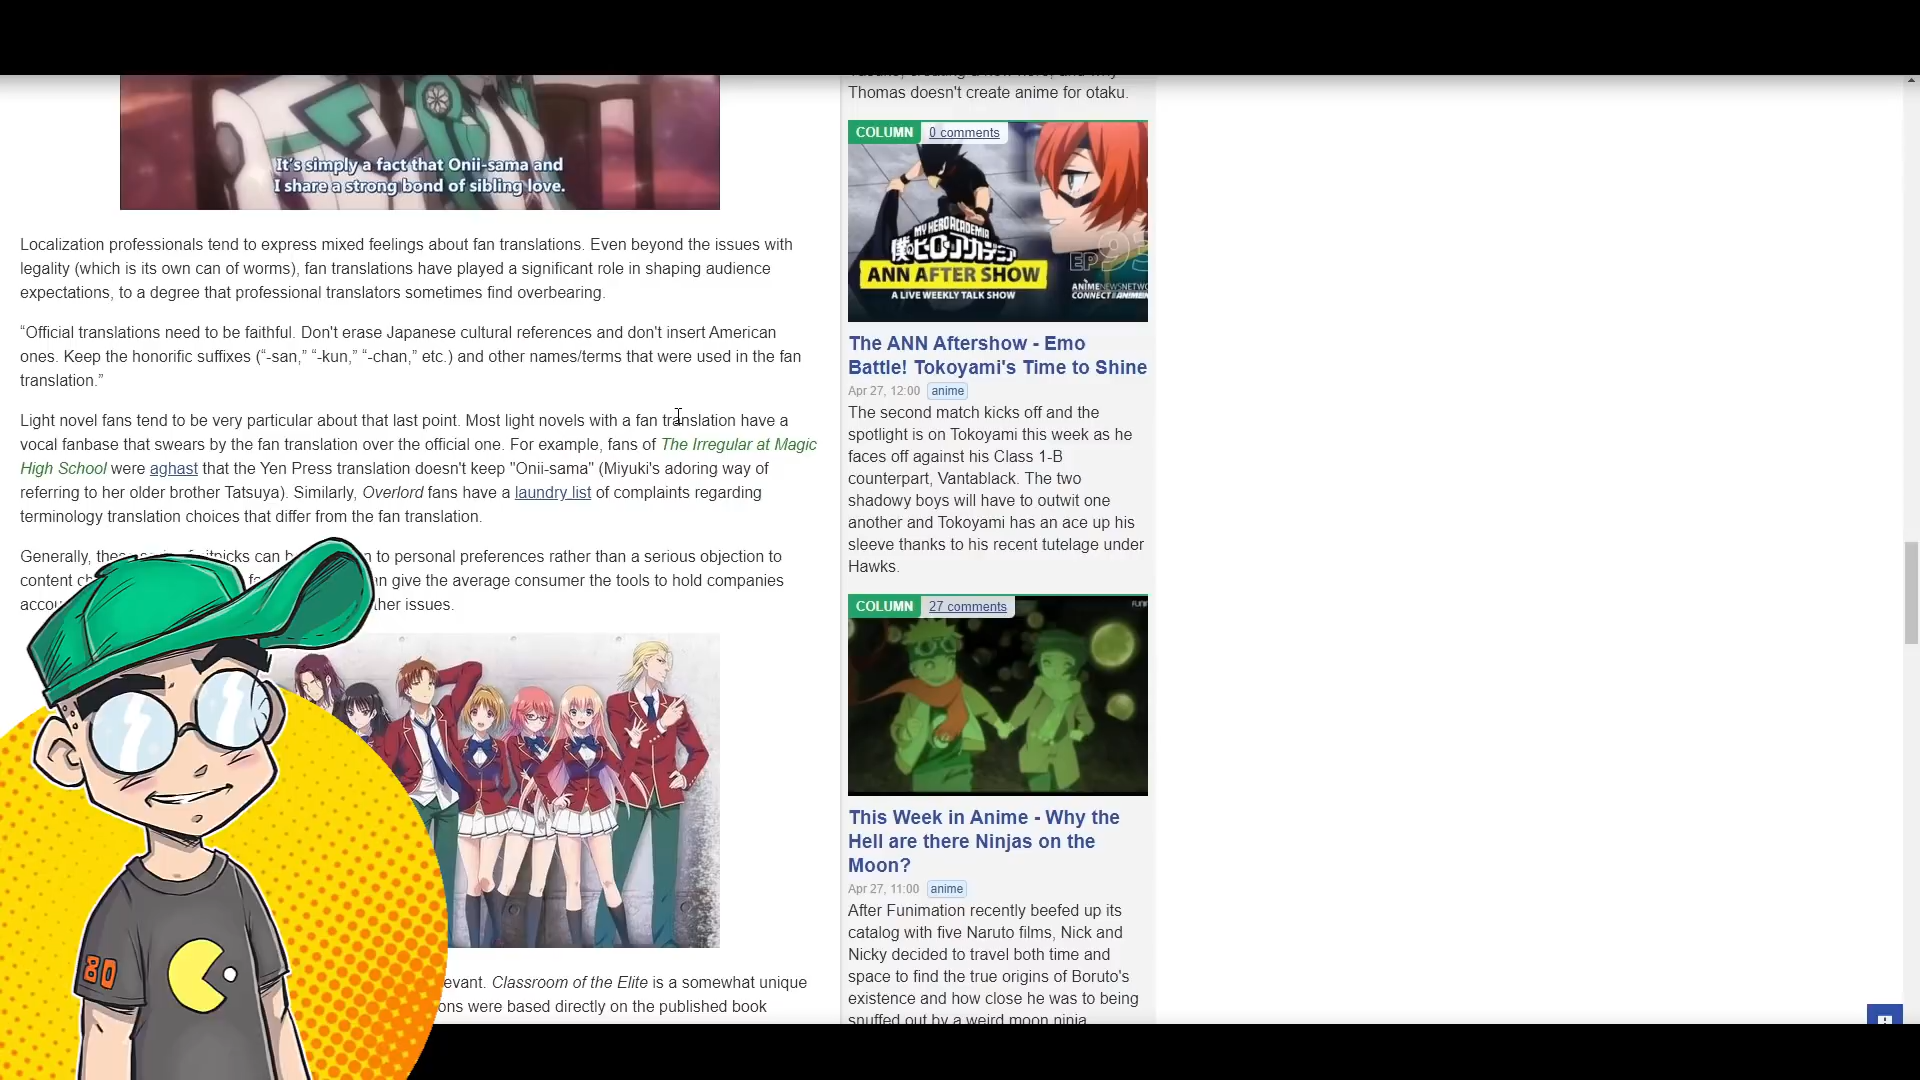 It's simply a fact that Onii-sama and
I share a strong bond of sibling love.
Localization professionals tend to express mixed feelings about fan translations. Even beyond the issues with
legality (which is its own can of worms), fan translations have played a significant role in shaping audience
expectations, to a degree that professional translators sometimes find overbearing.
“Official translations need to be faithful. Don't erase Japanese cultural references and don't insert American
ones. Keep the honorific suffixes (“-san,” “-kun,” “-chan,” etc.) and other names/terms that were used in the fan
translation.”
Light novel fans tend to be very particular about that last point. Most light novels with a fan translation have a
vocal fanbase that swears by the fan translation over the official one. For example, fans of The Irregular at Magic
High School were aghast that the Yen Press translation doesn't keep "Onii-sama" (Miyuki's adoring way of
referring to her older brother Tatsuya). Similarly, Overlord fans have a laundry list of complaints regarding
terminology translation choices that differ from the fan translation.
Generally, to personal preferences rather than a serious objection to
content give the average consumer the tools to hold companies
issues.
80
Classroom of the Elite is a somewhat unique
were based directly on the published book
Thomas doesn't create anime for otaku.
COLUMN 0 comments
MY HERO ACADEMIA
僕のヒーローアカデミア
EP 93
ANN AFTER SHOW
A LIVE WEEKLY TALK SHOW
The ANN Aftershow - Emo
Battle! Tokoyami's Time to Shine
Apr 27, 12:00 anime
The second match kicks off and the
spotlight is on Tokoyami this week as he
faces off against his Class 1-B
counterpart, Vantablack. The two
shadowy boys will have to outwit one
another and Tokoyami has an ace up his
sleeve thanks to his recent tutelage under
Hawks.
COLUMN 27 comments
This Week in Anime - Why the
Hell are there Ninjas on the
Moon?
Apr 27, 11:00 anime
After Funimation recently beefed up its
catalog with five Naruto films, Nick and
Nicky decided to travel both time and
space to find the true origins of Boruto's
existence and how close he was to being
snuffed out by a weird moon ninja.